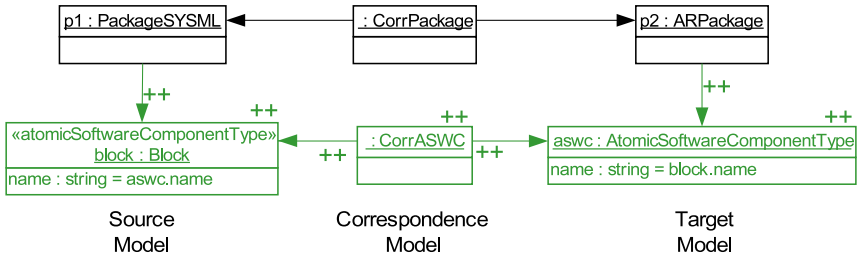 p1 : PackageSYSML
: CorrPackage
p2 : ARPackage
++
++
++
++
++
«atomicSoftwareComponentType»
block : Block
name : string = aswc.name
++
: CorrASWC
++
aswc : AtomicSoftwareComponentType
name : string = block.name
Source
Model
Correspondence
Model
Target
Model